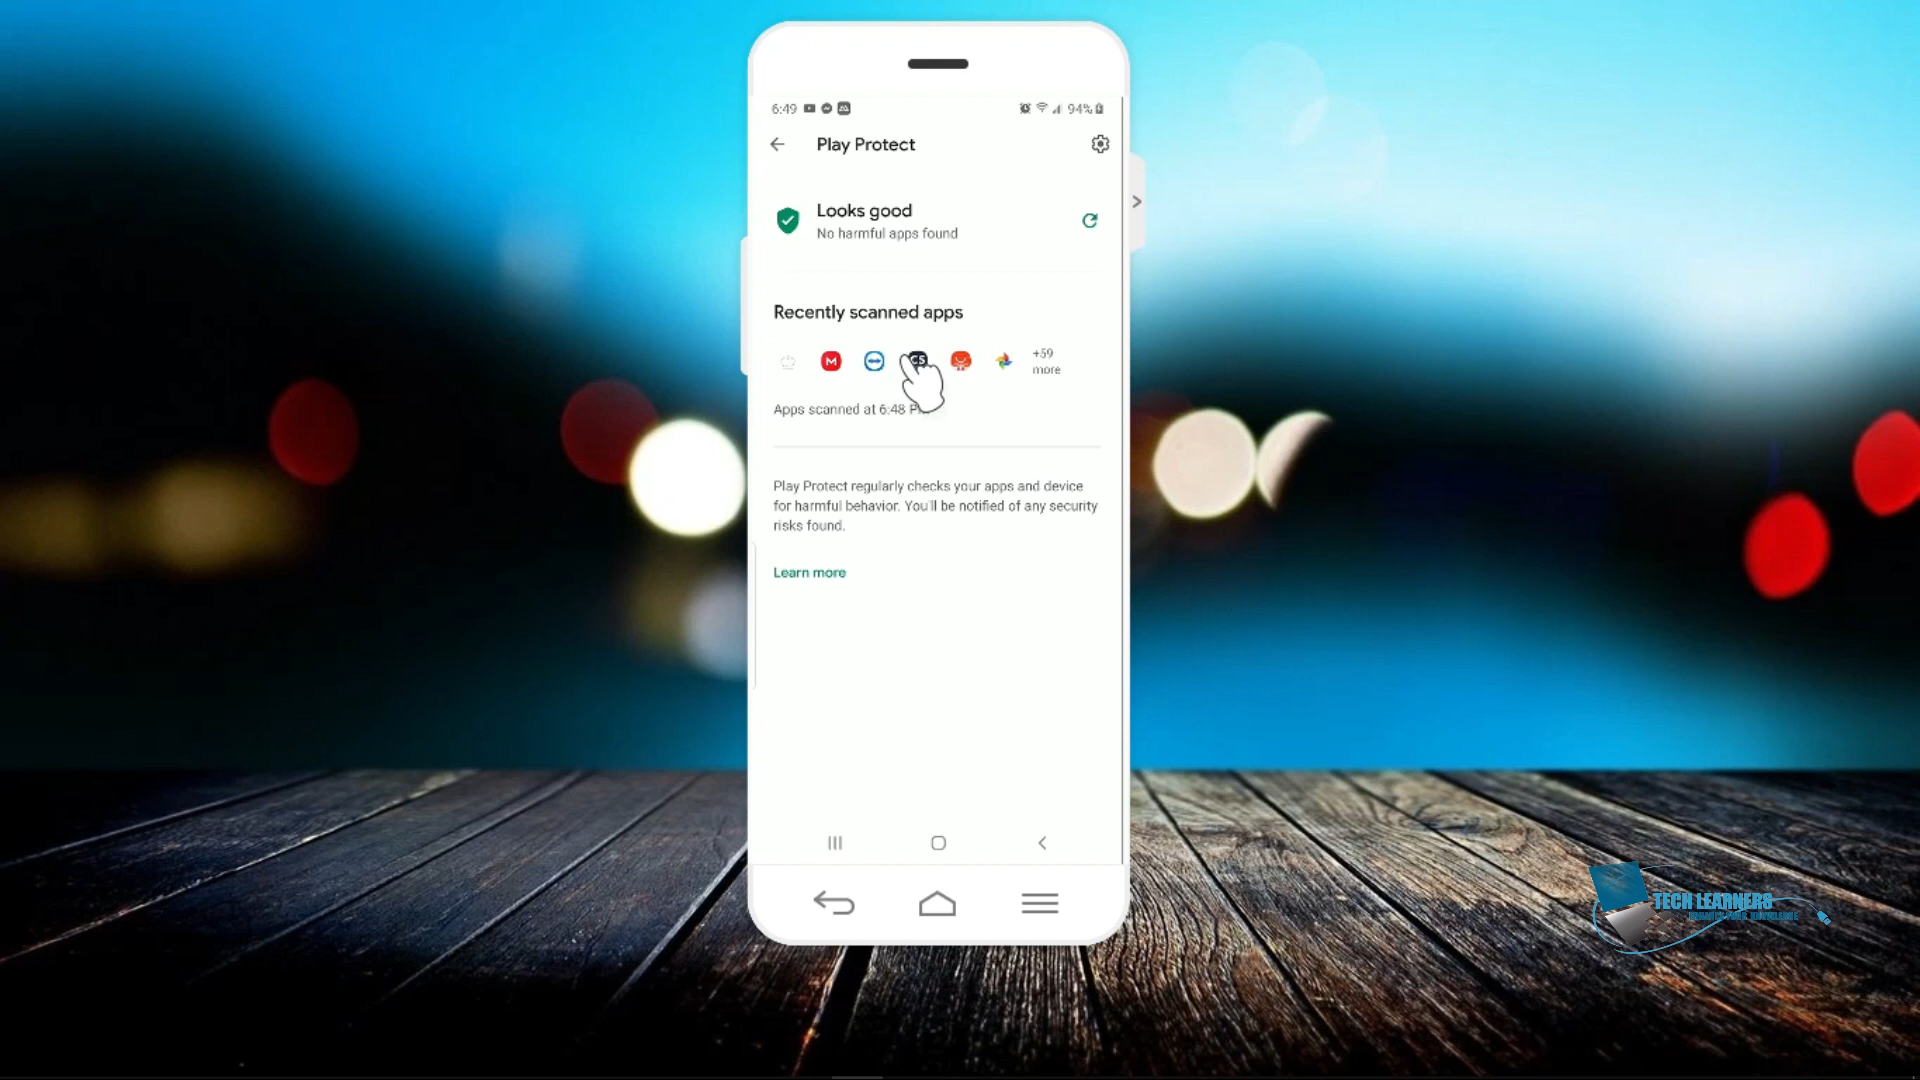 6:49
94%
Play Protect
Looks good
No harmful apps found
Recently scanned apps
M
CS
+59
more
Apps scanned at 6:48
Play Protect regularly checks your apps and device
for harmful behavior. You'll be notified of any security
risks found.
Learn more
TECH LEARNERS